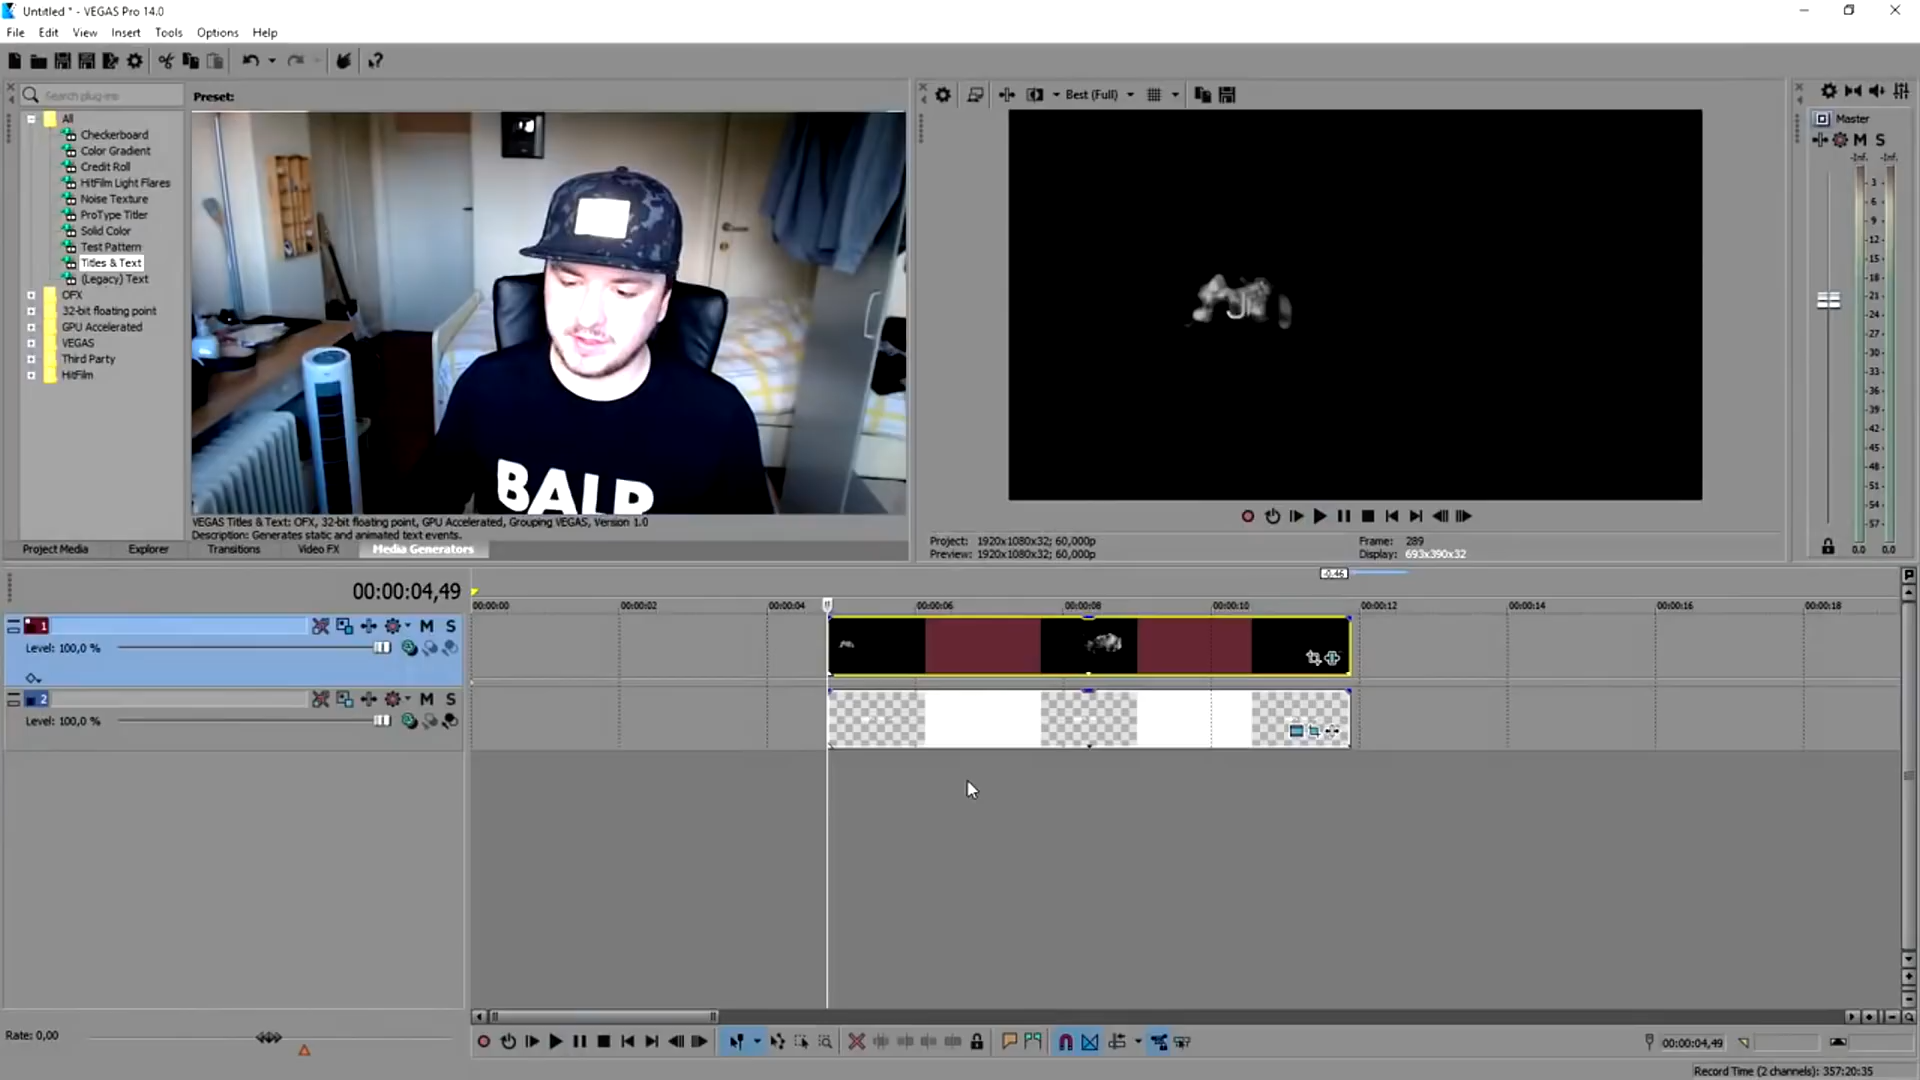 Untitled * - VEGAS Pro 14.0
File Edit View Insert Tools Options Help
Search plug-ins
Preset:
All
Checkerboard
Color Gradient
Credit Roll
HitFilm Light Flares
Noise Texture
ProType Titler
Solid Color
Test Pattern
Titles & Text
(Legacy) Text
OFX
32-bit floating point
GPU Accelerated
VEGAS
Third Party
HitFilm
BALR
VEGAS Titles & Text: OFX, 32-bit floating point, GPU Accelerated, Grouping VEGAS, Version 1.0
Description: Generates static and animated text events.
Project Media Explorer Transitions Video FX Media Generators
Best (Full)
Project: 1920x1080x32; 60,000p
Preview: 1920x1080x32; 60,000p
Frame: 289
Display: 693x390x32
Master
M S
-Inf. -Inf.
3
6
9
12
15
18
21
24
27
30
33
36
39
42
45
48
51
54
57
0.0 0.0
00:00:04,49
-0.46
00:00:00 00:00:02 00:00:04 00:00:06 00:00:08 00:00:10 00:00:12 00:00:14 00:00:16 00:00:18
1 M S
Level: 100,0 %
2 M S
Level: 100,0 %
Rate: 0,00
00:00:04,49
Record Time (2 channels): 357:20:35